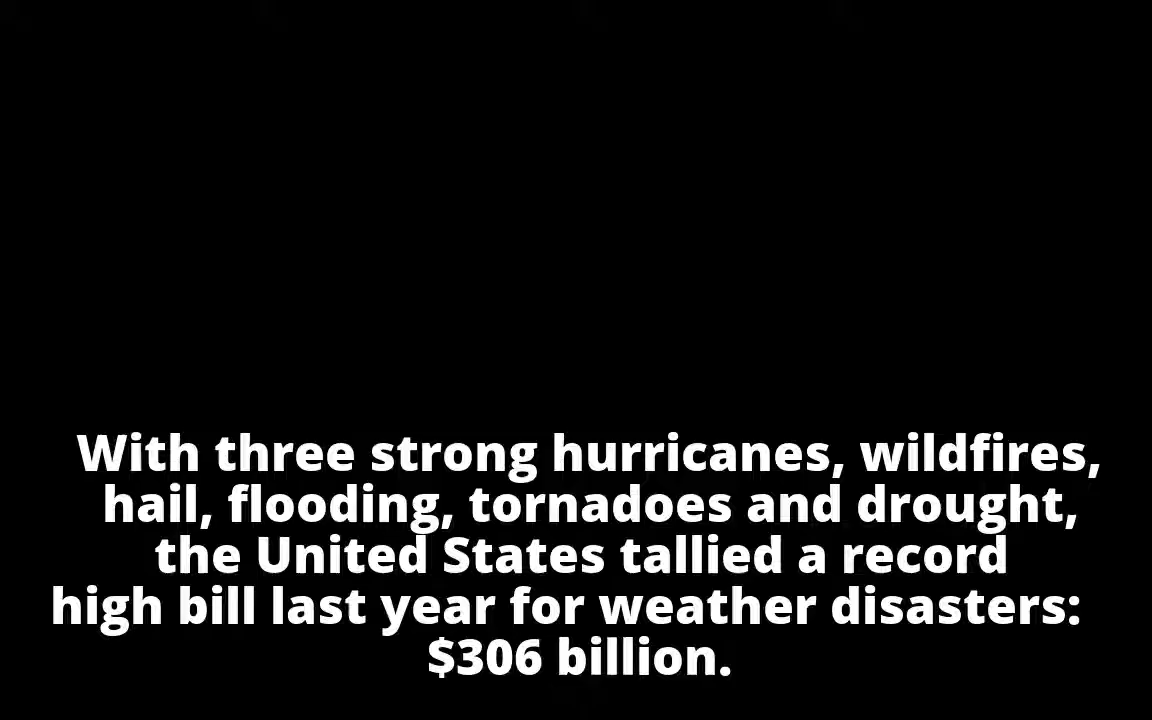 With three strong hurricanes, wildfires,
hail, flooding, tornadoes and drought,
the United States tallied a record
high bill last year for weather disasters:
$306 billion.